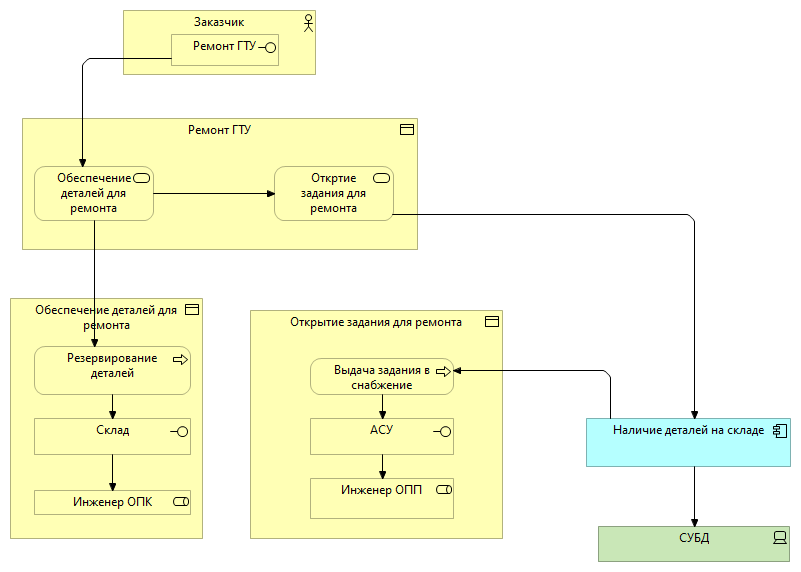 Заказчик
Ремонт ГТУ
Ремонт ГТУ
Обеспечение
деталей для
ремонта
Откртие
задания для
ремонта
Обеспечение деталей для
ремонта
Резервирование
деталей
Склад
Инженер ОПК
Открытие задания для ремонта
Выдача задания в
снабжение
АСУ
Инженер ОПП
Наличие деталей на складе
СУБД